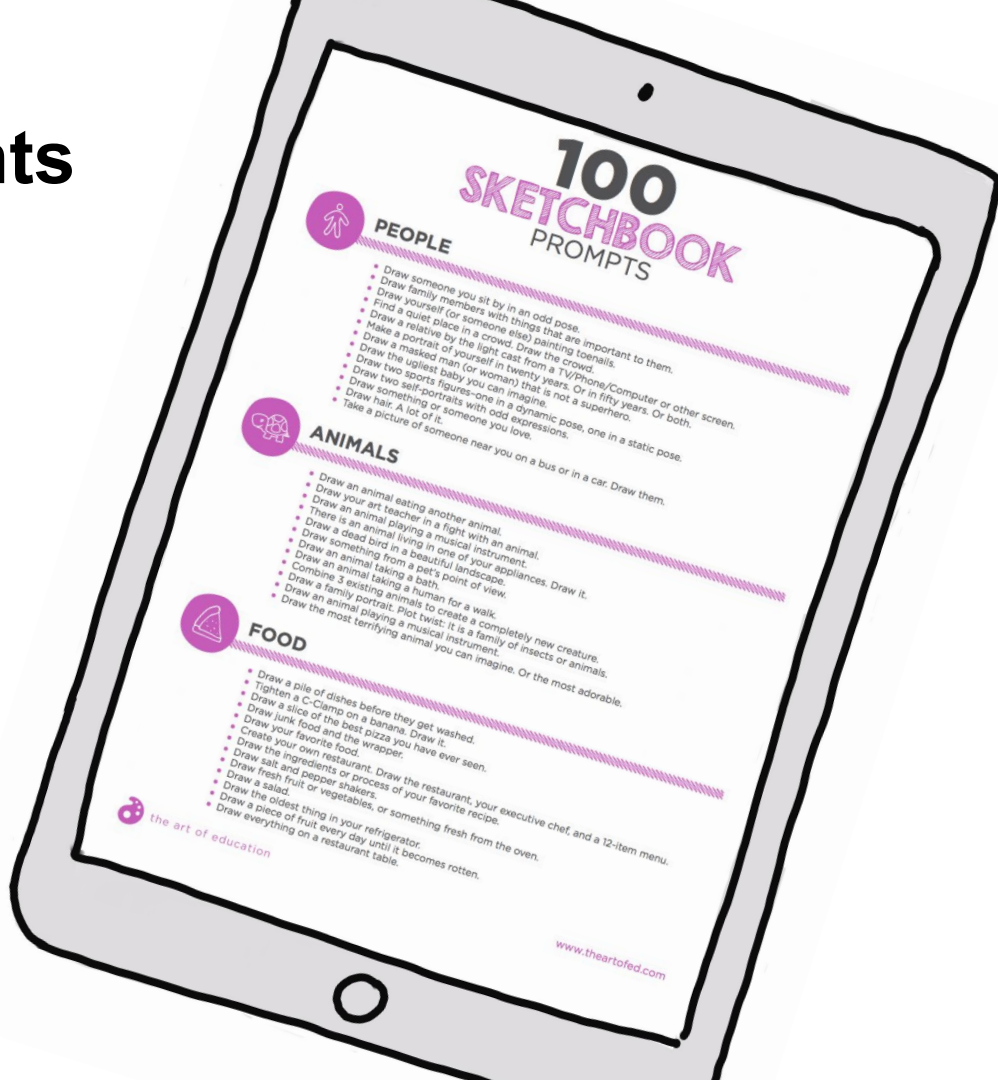 nts
100
SKETCHBOOK
PROMPTS
PEOPLE
Draw someone you sit by in an odd pose.
Draw family members with things that are important to them.
Draw yourself (or someone else) painting toenails.
Find a quiet place in a crowd. Draw the crowd.
Draw a relative by the light cast from a TV/Phone/Computer or other screen.
Make a portrait of yourself in twenty years. Or in fifty years. Or both.
Draw a masked man (or woman) that is not a superhero.
Draw the ugliest baby you can imagine.
Draw two sports figures–one in a dynamic pose, one in a static pose.
Draw two self-portraits with odd expressions.
Draw something or someone you love.
Draw hair. A lot of it.
Take a picture of someone near you on a bus or in a car. Draw them.
ANIMALS
Draw an animal eating another animal.
Draw your art teacher in a fight with an animal.
Draw an animal playing a musical instrument.
There is an animal living in one of your appliances. Draw it.
Draw a dead bird in a beautiful landscape.
Draw something from a pet's point of view.
Draw an animal taking a bath.
Draw an animal taking a human for a walk.
Combine 3 existing animals to create a completely new creature.
Draw a family portrait. Plot twist: It is a family of insects or animals.
Draw an animal playing a musical instrument.
Draw the most terrifying animal you can imagine. Or the most adorable.
FOOD
Draw a pile of dishes before they get washed.
Tighten a C-Clamp on a banana. Draw it.
Draw a slice of the best pizza you have ever seen.
Draw junk food and the wrapper.
Draw your favorite food.
Create your own restaurant. Draw the restaurant, your executive chef, and a 12-item menu.
Draw the ingredients or process of your favorite recipe.
Draw salt and pepper shakers.
Draw fresh fruit or vegetables, or something fresh from the oven.
Draw a salad.
Draw the oldest thing in your refrigerator.
Draw a piece of fruit every day until it becomes rotten.
Draw everything on a restaurant table.
the art of education
www.theartofed.com